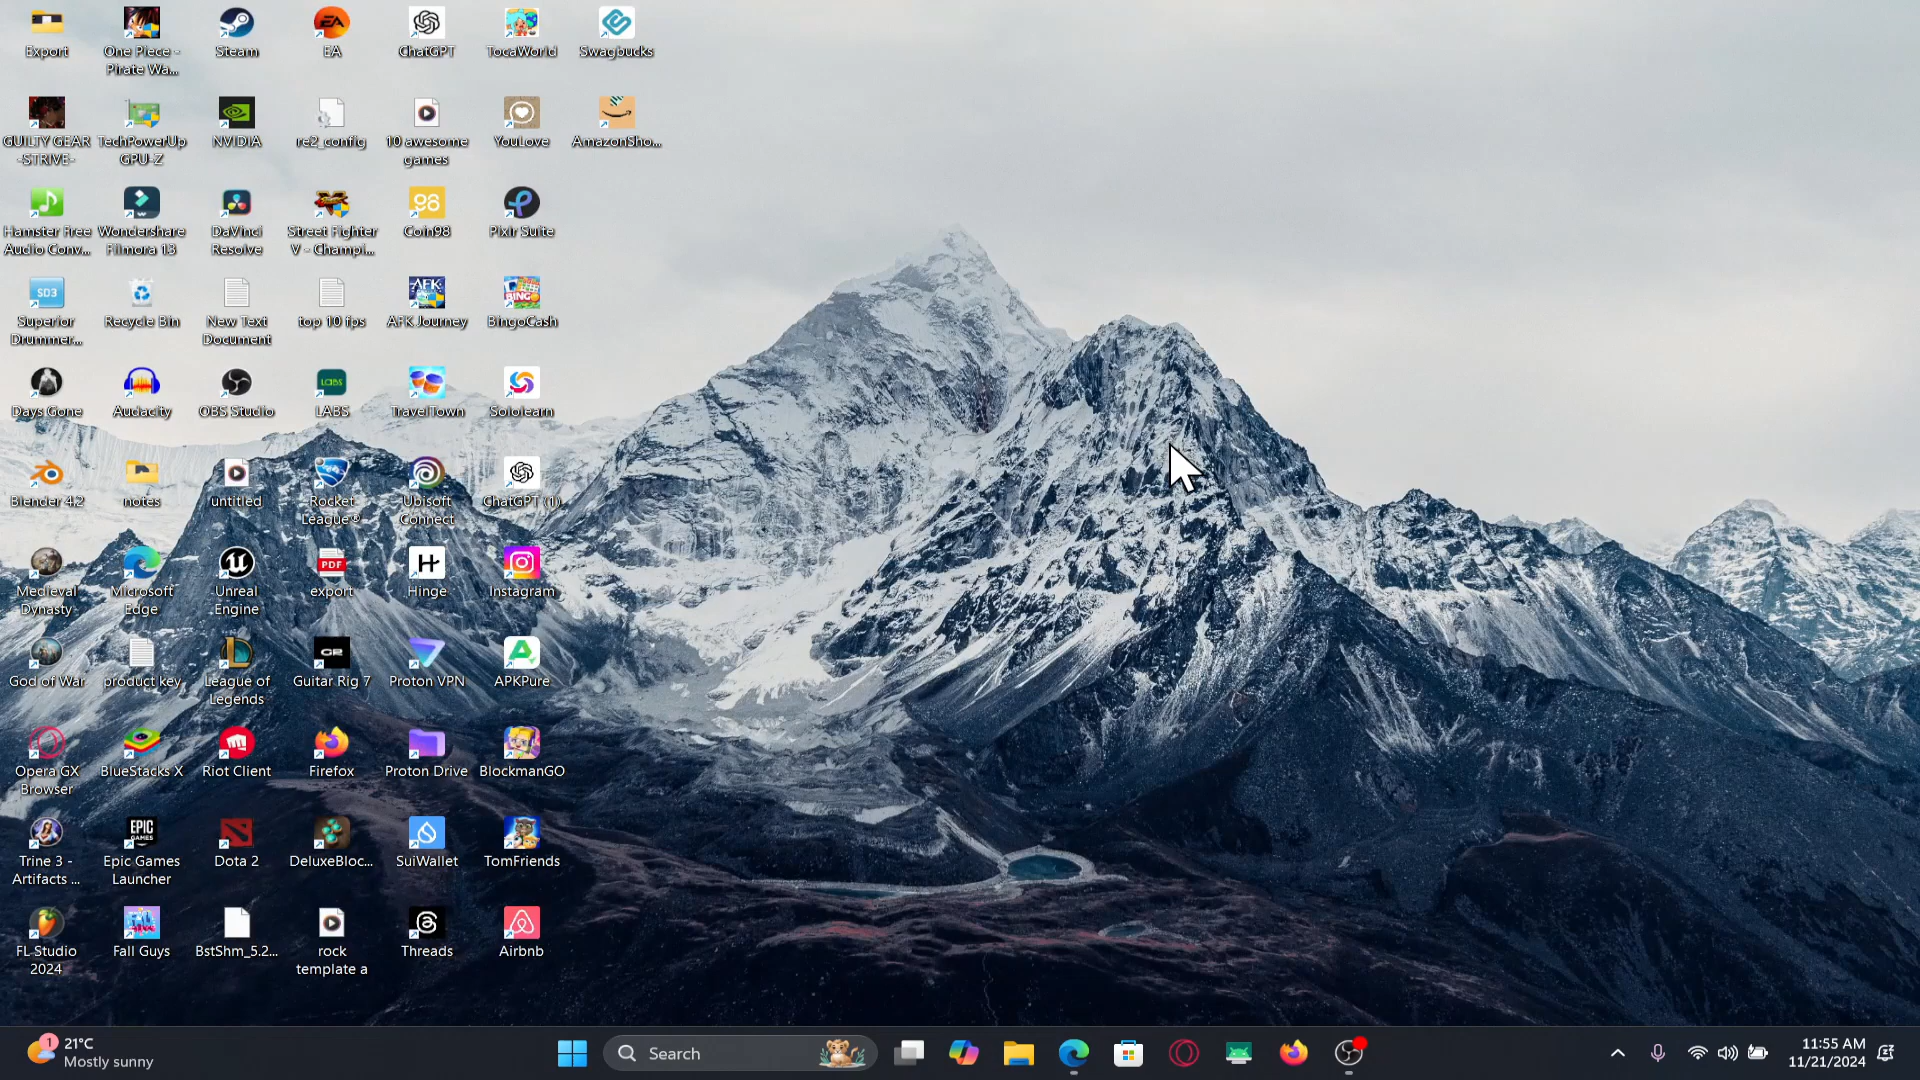 Export
One Piece -
Pirate Wa...
Steam
EA
ChatGPT
TocaWorld
Swagbucks
GUILTY GEAR
-STRIVE-
TechPowerUp
GPU-Z
NVIDIA
re2_config
10 awesome
games
YouLove
AmazonSho...
Hamster Free
Audio Conv...
Wondershare
Filmora 13
DaVinci
Resolve
Street Fighter
V - Champi...
Coin98
Pixlr Suite
Superior
Drummer...
Recycle Bin
New Text
Document
top 10 fps
AFK Journey
BingoCash
Days Gone
Audacity
OBS Studio
LABS
TravelTown
Sololearn
Blender 4.2
notes
untitled
Rocket
League®
Ubisoft
Connect
ChatGPT (1)
Medieval
Dynasty
Microsoft
Edge
Unreal
Engine
export
Hinge
Instagram
God of War
product key
League of
Legends
Guitar Rig 7
Proton VPN
APKPure
Opera GX
Browser
BlueStacks X
Riot Client
Firefox
Proton Drive
BlockmanGO
Trine 3 -
Artifacts ...
Epic Games
Launcher
Dota 2
DeluxeBloc...
SuiWallet
TomFriends
FL Studio
2024
Fall Guys
BstShm_5.2...
rock
template a
Threads
Airbnb
1
21°C
Mostly sunny
Search
11:55 AM
11/21/2024